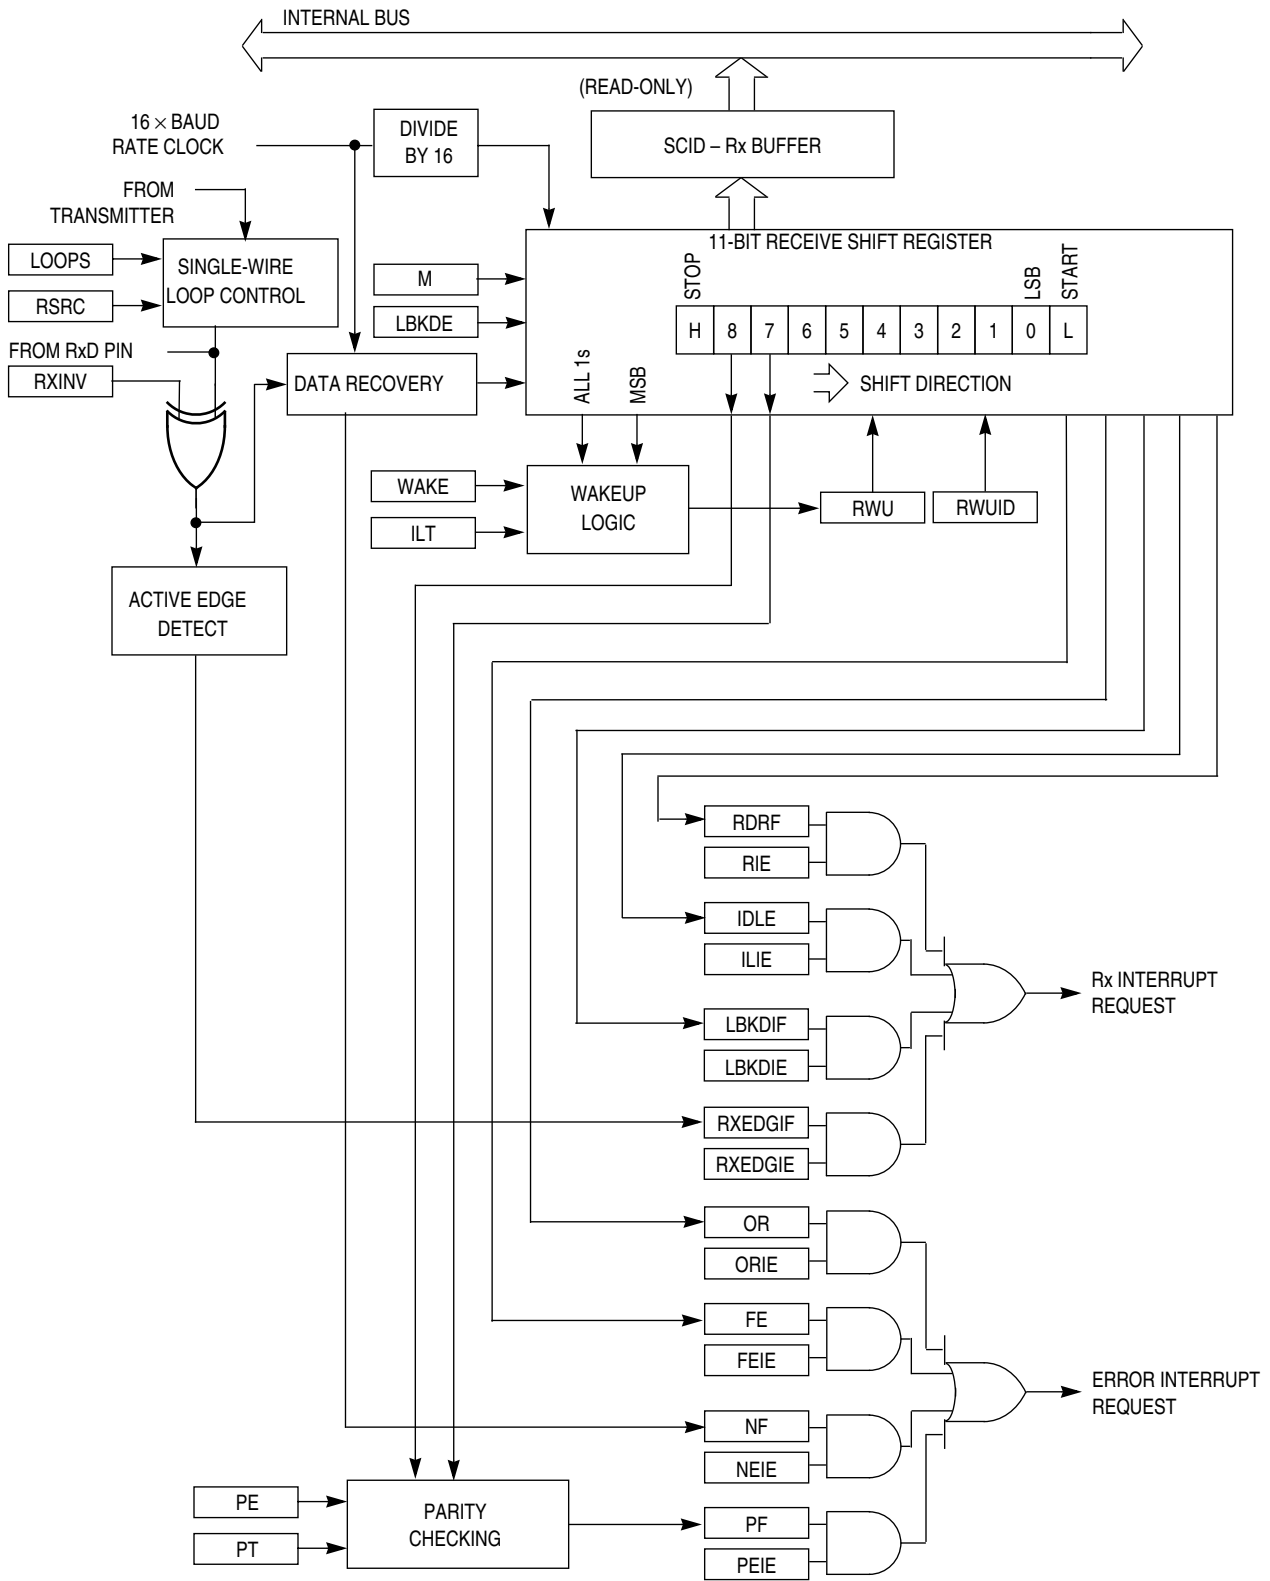 INTERNAL BUS
(READ-ONLY)
16 × BAUD
RATE CLOCK
DIVIDE
BY 16
SCID – Rx BUFFER
FROM
TRANSMITTER
LOOPS
RSRC
SINGLE-WIRE
LOOP CONTROL
M
LBKDE
11-BIT RECEIVE SHIFT REGISTER
STOP
LSB
START
H 8 7 6 5 4 3 2 1 0 L
FROM RxD PIN
RXINV
DATA RECOVERY
ALL 1s
MSB
SHIFT DIRECTION
WAKE
ILT
WAKEUP
LOGIC
RWU
RWUID
ACTIVE EDGE
DETECT
RDRF
RIE
IDLE
ILIE
Rx INTERRUPT
REQUEST
LBKDIF
LBKDIE
RXEDGIF
RXEDGIE
OR
ORIE
FE
FEIE
ERROR INTERRUPT
REQUEST
NF
NEIE
PE
PT
PARITY
CHECKING
PF
PEIE